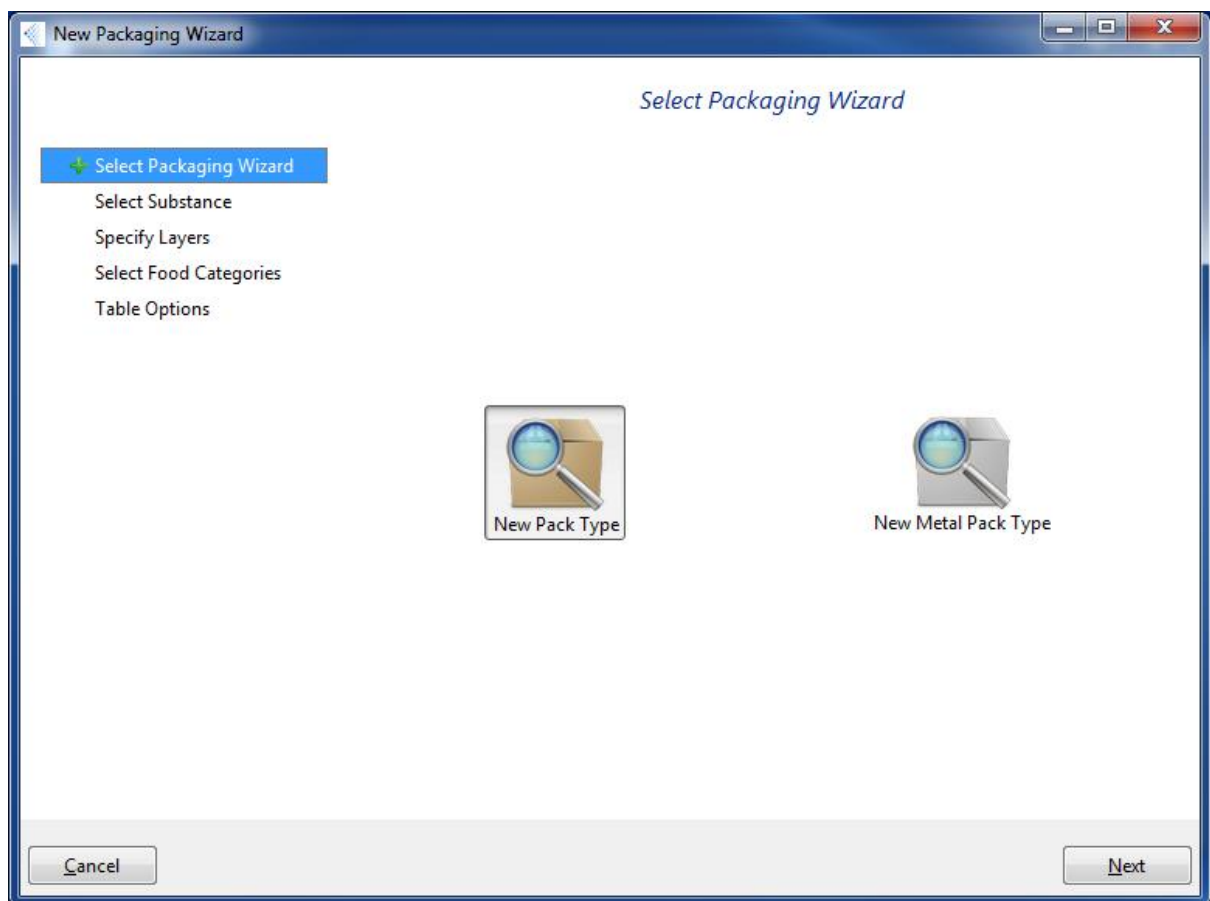 New Packaging Wizard
Select Packaging Wizard
Select Packaging Wizard
Select Substance
Specify Layers
Select Food Categories
Table Options
New Pack Type
New Metal Pack Type
Cancel
Next